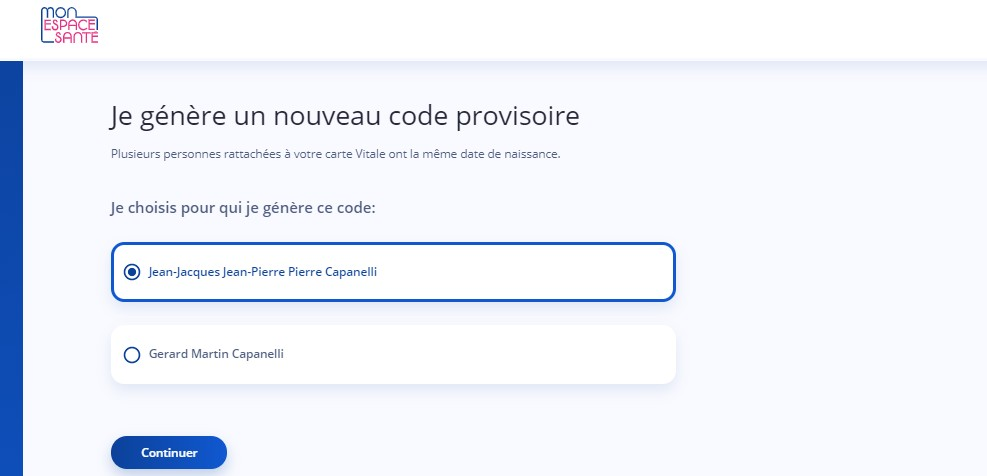 MON
ESPACE
SANTÉ
Je génère un nouveau code provisoire
Plusieurs personnes rattachées à votre carte Vitale ont la même date de naissance.
Je choisis pour qui je génère ce code:
Jean-Jacques Jean-Pierre Pierre Capanelli
Gerard Martin Capanelli
Continuer